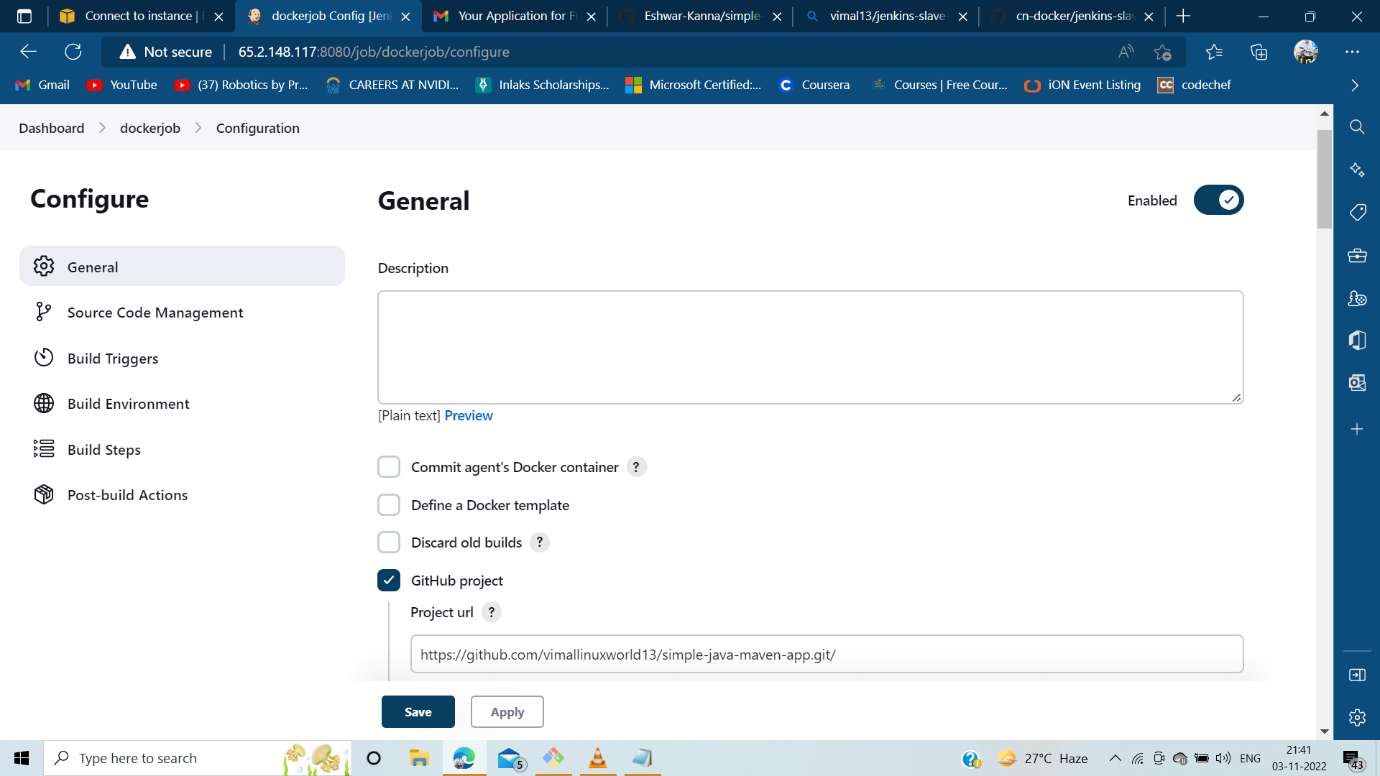 Connect to instance |
dockerjob Config [Jen
Your Application for F
Eshwar-Kanna/simple
vimal13/jenkins-slave
cn-docker/jenkins-sla
Not secure
65.2.148.117:8080/job/dockerjob/configure
Gmail
YouTube
(37) Robotics by Pr...
CAREERS AT NVIDI...
Inlaks Scholarships...
Microsoft Certified:...
Coursera
Courses | Free Cour...
iON Event Listing
codechef
Dashboard
dockerjob
Configuration
Configure
General
Source Code Management
Build Triggers
Build Environment
Build Steps
Post-build Actions
General
Enabled
Description
[Plain text] Preview
Commit agent's Docker container ?
Define a Docker template
Discard old builds ?
GitHub project
Project url ?
https://github.com/vimallinuxworld13/simple-java-maven-app.git/
Save
Apply
Type here to search
5
27°C Haze
ENG
21:41
03-11-2022
43